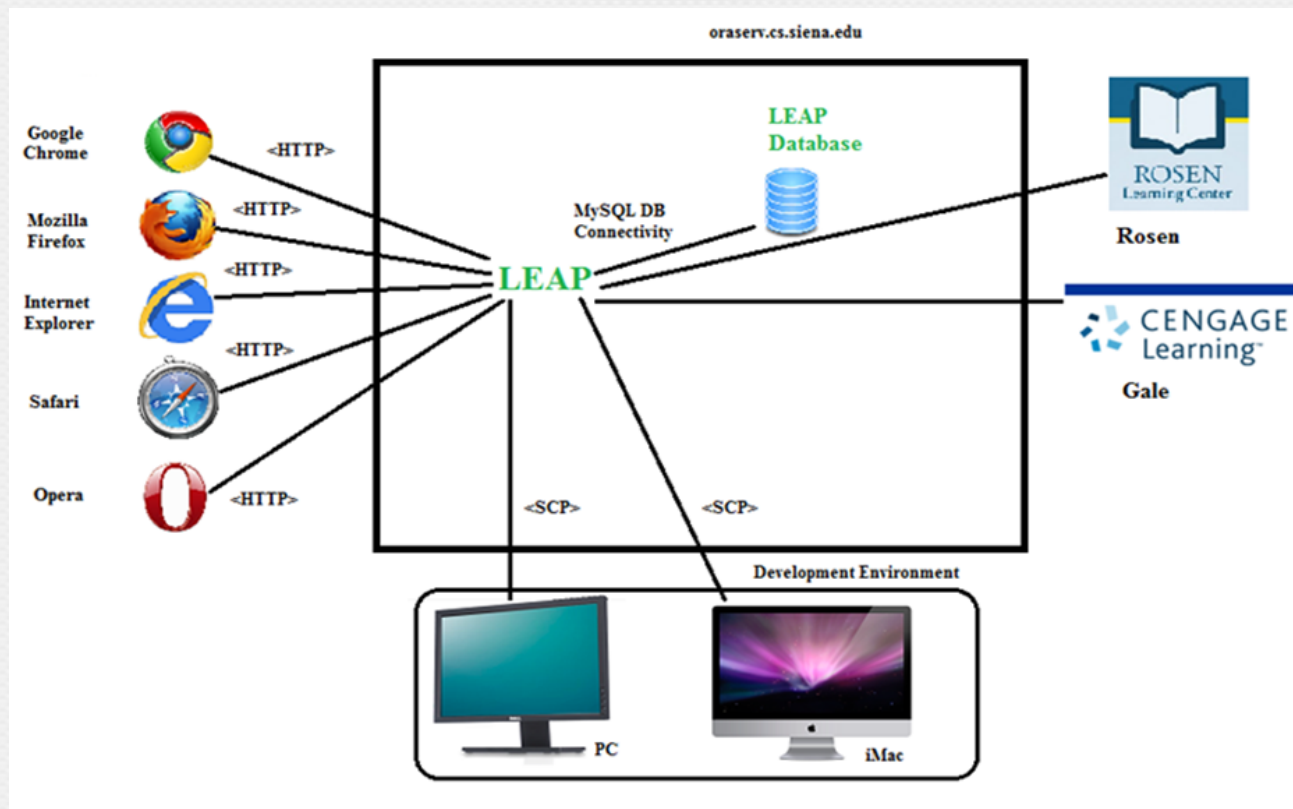 oraserv.cs.siena.edu
Google
Chrome
<HTTP>
Mozilla
Firefox
<HTTP>
Internet
Explorer
<HTTP>
Safari
<HTTP>
Opera
<HTTP>
LEAP
Database
MySQL DB
Connectivity
LEAP
ROSEN
Learning Center
Rosen
CENGAGE
Learning™
Gale
<SCP>
<SCP>
Development Environment
PC
iMac